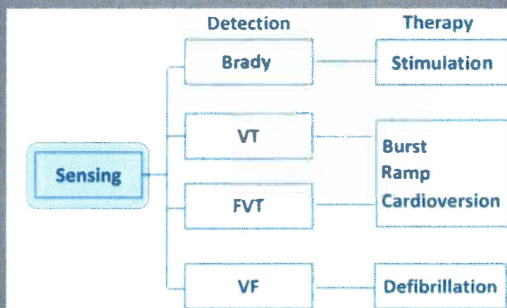 Detection Therapy
Brady Stimulation
VT
Burst
Ramp
Sensing
Cardioversion
FVT
VF Defibrillation